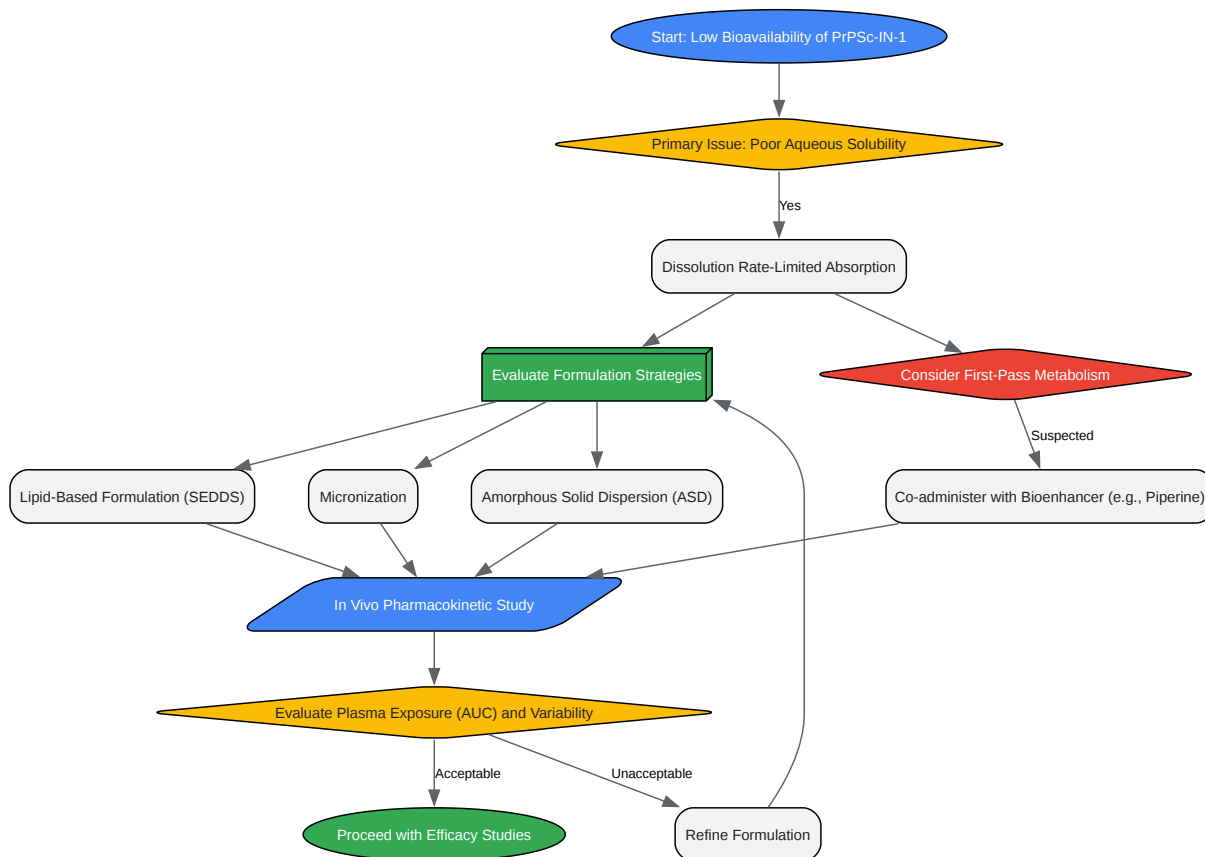 Start: Low Bioavailability of PrPSc-IN-1
Primary Issue: Poor Aqueous Solubility
Yes
Dissolution Rate-Limited Absorption
Evaluate Formulation Strategies
Consider First-Pass Metabolism
Suspected
Lipid-Based Formulation (SEDDS)
Micronization
Amorphous Solid Dispersion (ASD)
Co-administer with Bioenhancer (e.g., Piperine)
In Vivo Pharmacokinetic Study
Evaluate Plasma Exposure (AUC) and Variability
Acceptable
Unacceptable
Proceed with Efficacy Studies
Refine Formulation